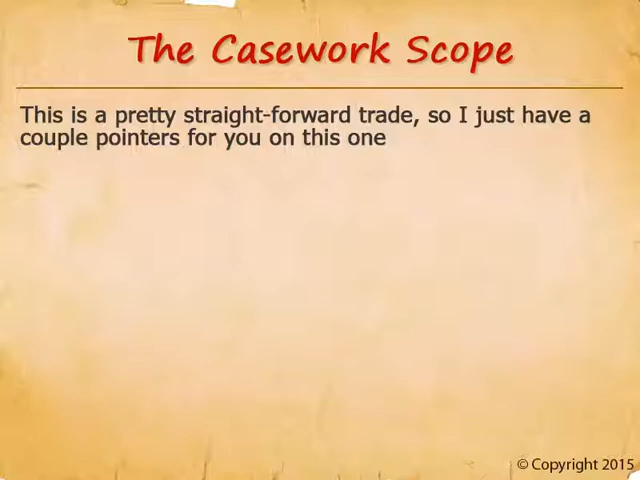 The Casework Scope
This is a pretty straight-forward trade, so I just have a
couple pointers for you on this one
© Copyright 2015